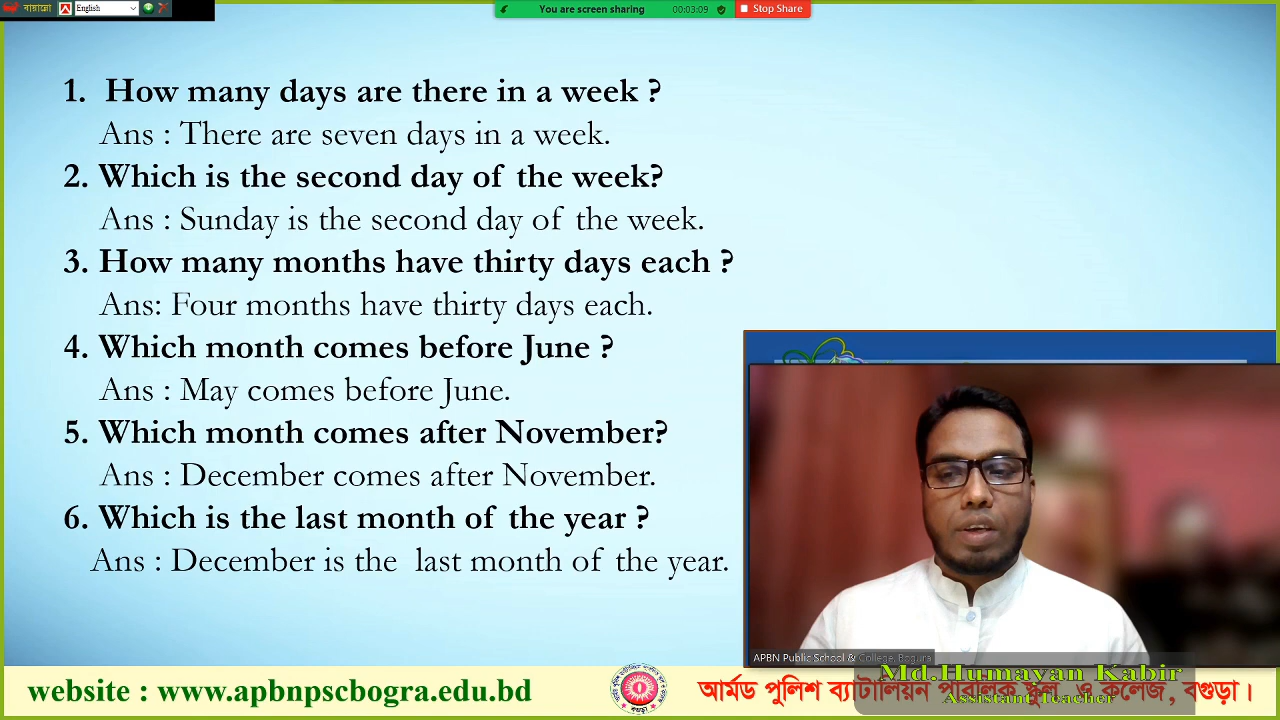 বায়ান্নো English
You are screen sharing 00:03:09 Stop Share
1. How many days are there in a week ?
Ans : There are seven days in a week.
2. Which is the second day of the week?
Ans : Sunday is the second day of the week.
3. How many months have thirty days each ?
Ans: Four months have thirty days each.
4. Which month comes before June ?
Ans : May comes before June.
5. Which month comes after November?
Ans : December comes after November.
6. Which is the last month of the year ?
Ans : December is the last month of the year.
APBN Public School & College, Bogura
Md.Humayan Kabir
Assistant Teacher
website : www.apbnpscbogra.edu.bd
আর্মড পুলিশ ব্যাটালিয়ন পাবলিক স্কুল ও কলেজ, বগুড়া।